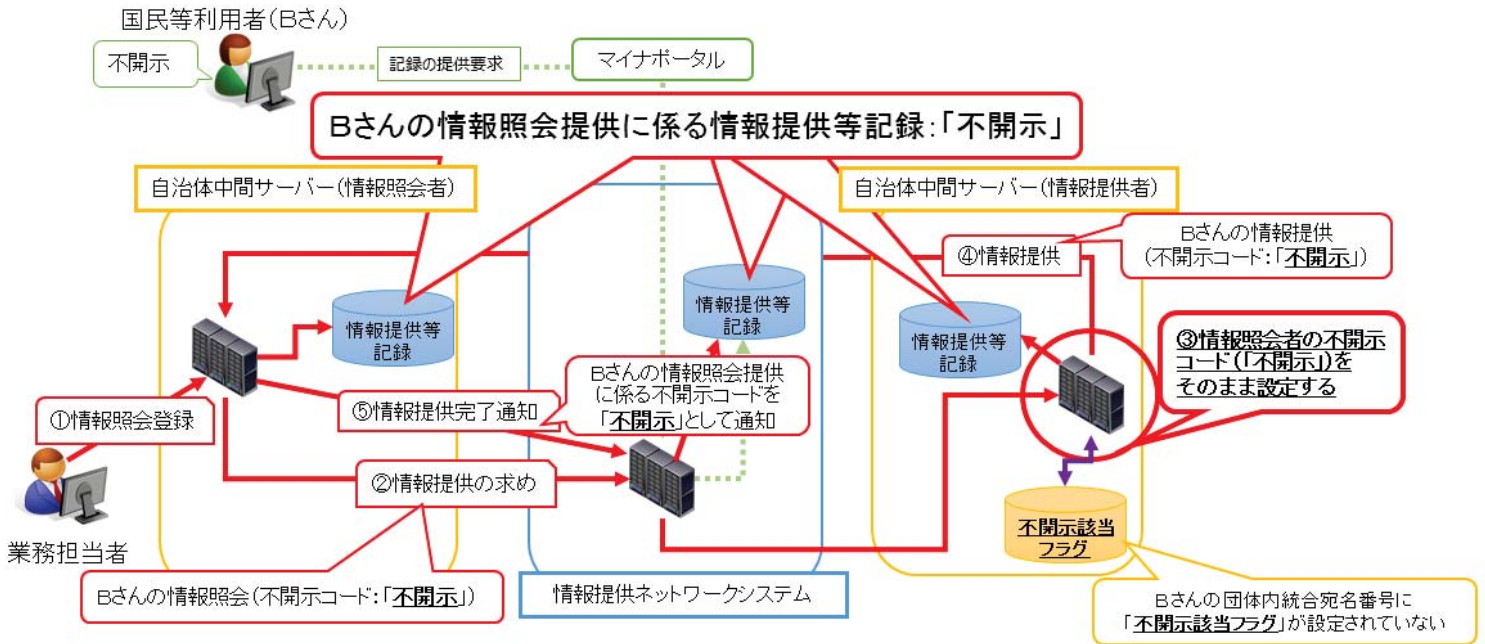 国民等利用者(Bさん)
不開示
記録の提供要求
マイナポータル
Bさんの情報照会提供に係る情報提供等記録:「不開示」
自治体中間サーバー(情報照会者)
自治体中間サーバー(情報提供者)
④情報提供
Bさんの情報提供
(不開示コード:「不開示」)
情報提供等
記録
情報提供等
記録
情報提供等
記録
③情報照会者の不開示
コード(「不開示」)を
そのまま設定する
Bさんの情報照会提供
に係る不開示コードを
「不開示」として通知
①情報照会登録
⑤情報提供完了通知
②情報提供の求め
業務担当者
不開示該当
フラグ
Bさんの情報照会(不開示コード:「不開示」)
情報提供ネットワークシステム
Bさんの団体内統合宛名番号に
「不開示該当フラグ」が設定されていない